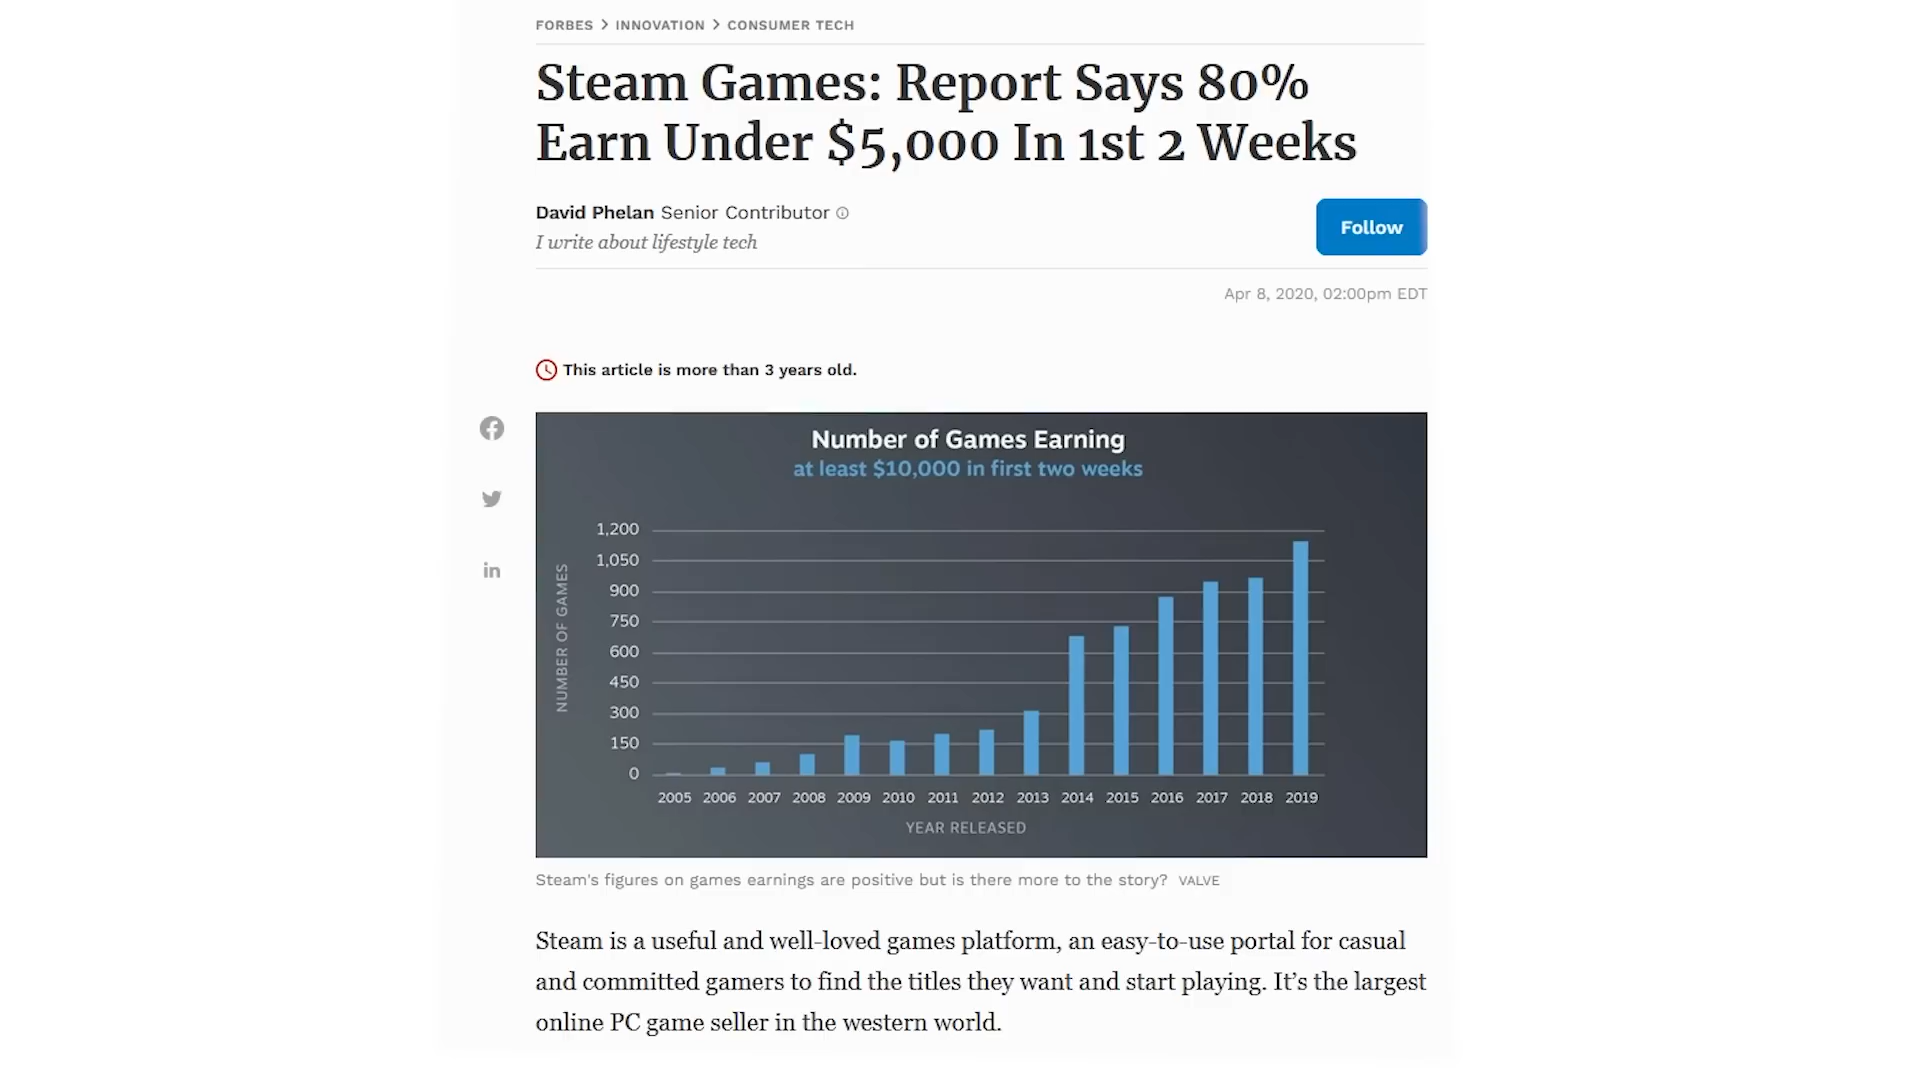 FORBES > INNOVATION > CONSUMER TECH
Steam Games: Report Says 80%
Earn Under $5,000 In 1st 2 Weeks
David Phelan Senior Contributor
I write about lifestyle tech
Follow
Apr 8, 2020, 02:00pm EDT
This article is more than 3 years old.
Number of Games Earning
at least $10,000 in first two weeks
NUMBER OF GAMES
1,200
1,050
900
750
600
450
300
150
0
2005 2006 2007 2008 2009 2010 2011 2012 2013 2014 2015 2016 2017 2018 2019
YEAR RELEASED
Steam's figures on games earnings are positive but is there more to the story? VALVE
Steam is a useful and well-loved games platform, an easy-to-use portal for casual
and committed gamers to find the titles they want and start playing. It’s the largest
online PC game seller in the western world.